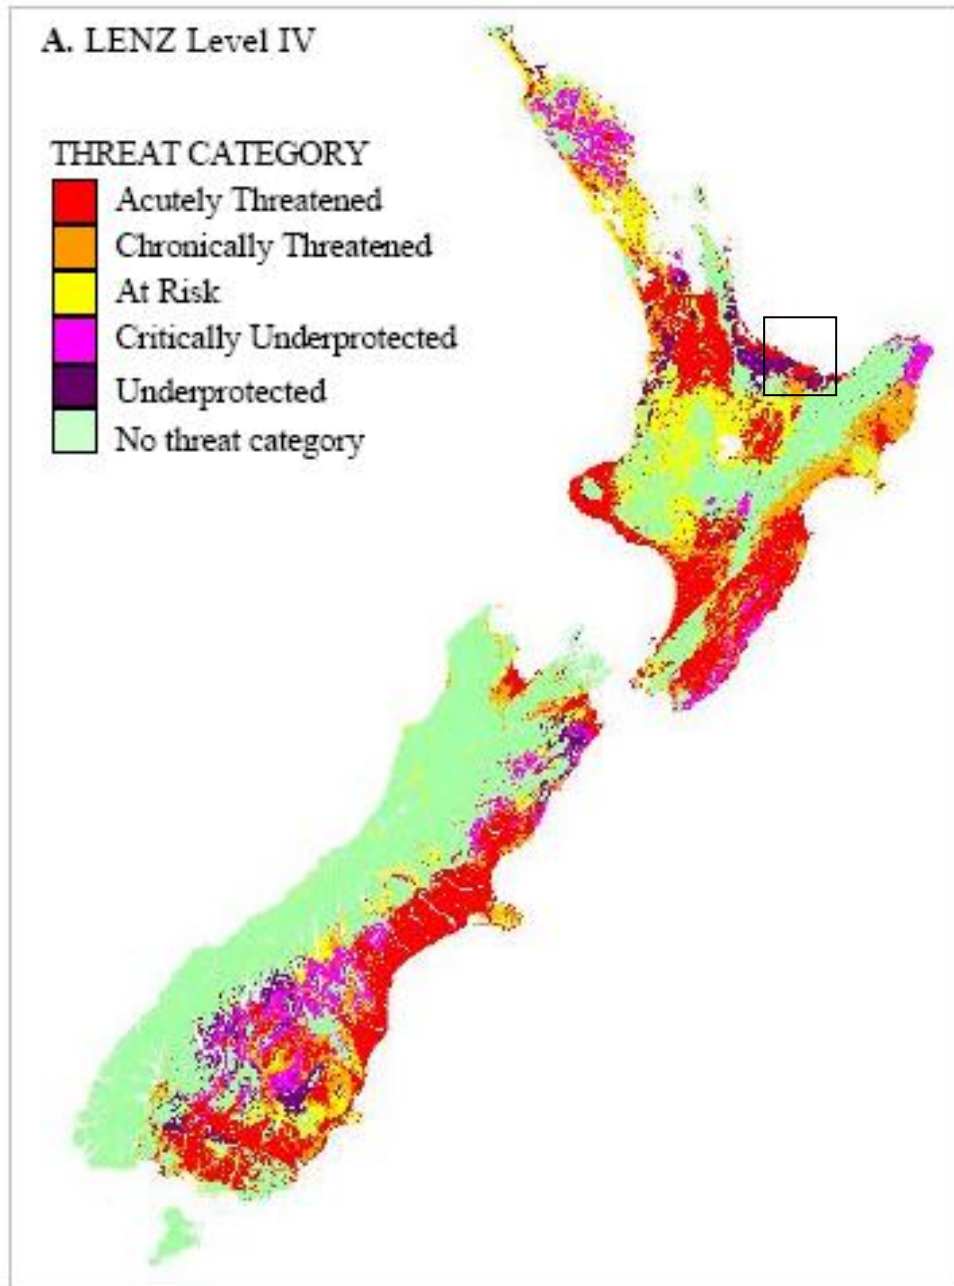 A. LENZ Level IV
THREAT CATEGORY
Acutely Threatened
Chronically Threatened
At Risk
Critically Underprotected
Underprotected
No threat category